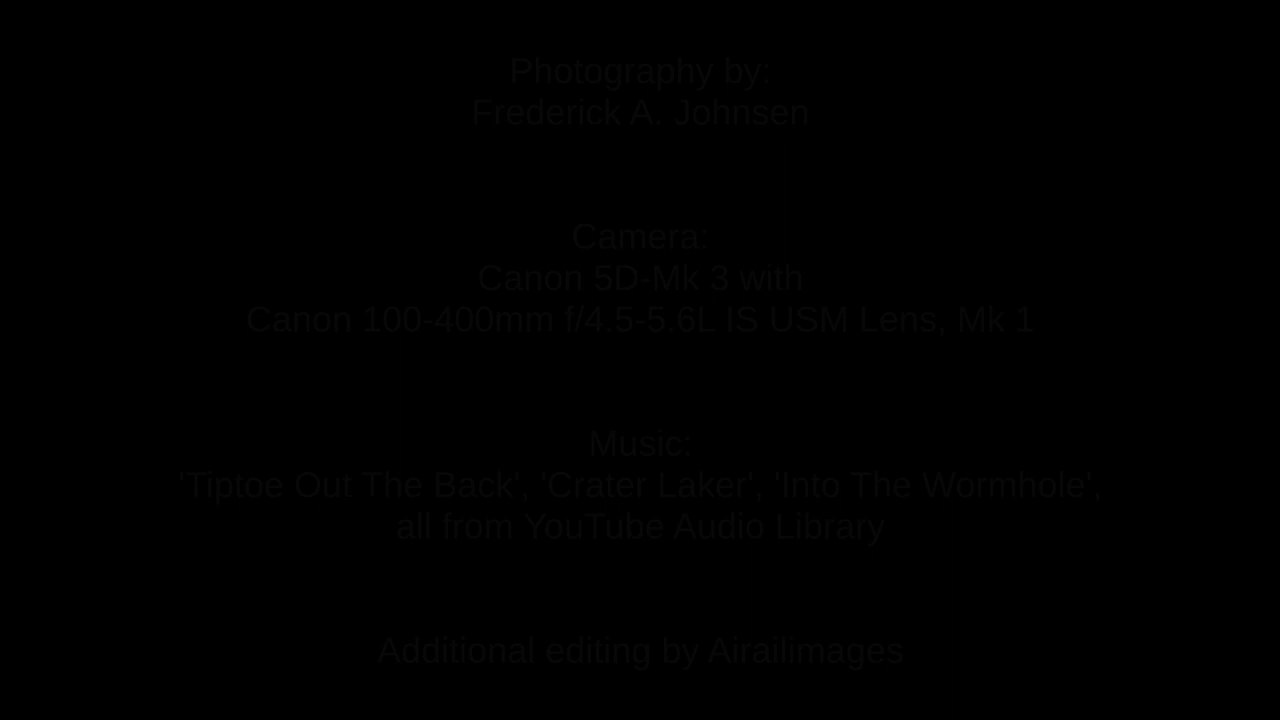 Photography by:
Frederick A. Johnsen
Camera:
Canon 5D-Mk 3 with
Canon 100-400mm f/4.5-5.6L IS USM Lens, Mk 1
Music:
'Tiptoe Out The Back', 'Crater Laker', 'Into The Wormhole',
all from YouTube Audio Library
Additional editing by Airailimages